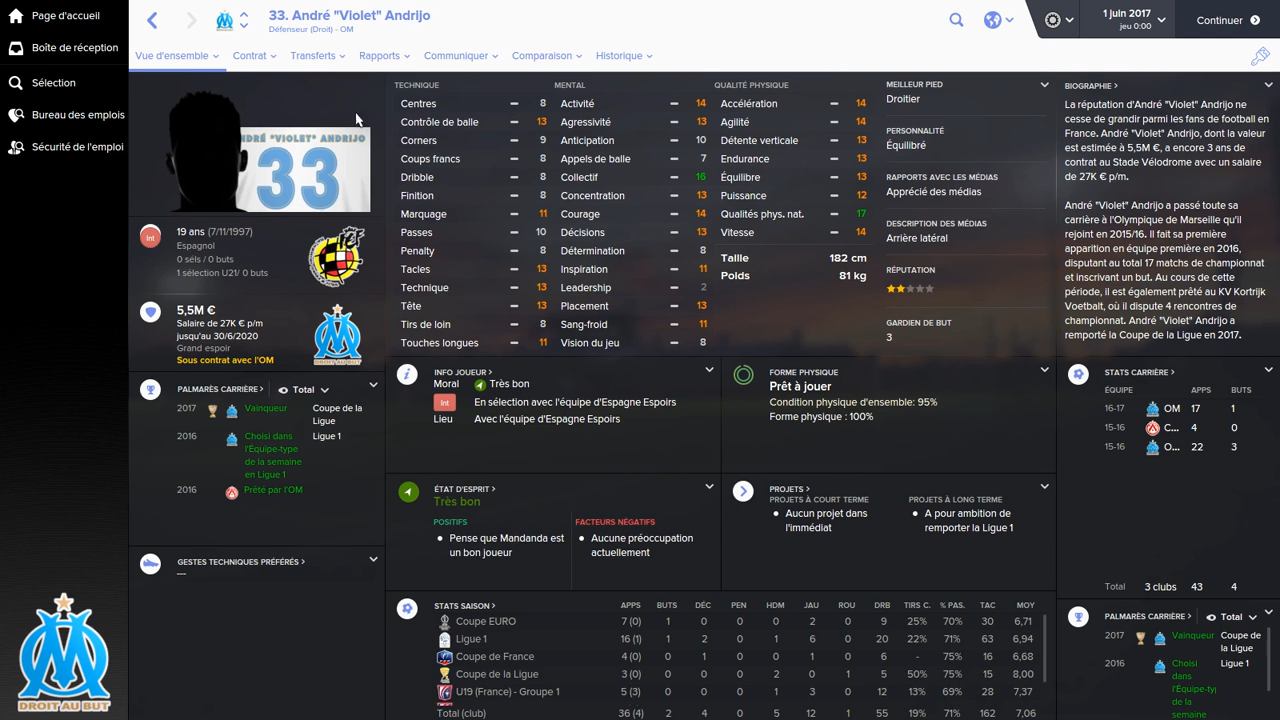 Page d'accueil
Boîte de réception
Sélection
Bureau des emplois
Sécurité de l'emploi
DROIT AU BUT
33. André "Violet" Andrijo
Défenseur (Droit) - OM
1 juin 2017
jeu 0:00
Continuer
Vue d'ensemble Contrat Transferts Rapports Communiquer Comparaison Historique
NDRÉ "VIOLET" ANDRIJO
33
Int
19 ans (7/11/1997)
Espagnol
0 séls / 0 buts
1 sélection U21/ 0 buts
5,5M €
Salaire de 27K € p/m
jusqu'au 30/6/2020
Grand espoir
Sous contrat avec l'OM
DROIT AU BUT
PALMARÈS CARRIÈRE > Total
2017 Vainqueur Coupe de la
Ligue
2016 Choisi dans Ligue 1
l'Équipe-type
de la semaine
en Ligue 1
2016 Prêté par l'OM
GESTES TECHNIQUES PRÉFÉRÉS >
---
TECHNIQUE
Centres - 8
Contrôle de balle - 13
Corners - 9
Coups francs - 8
Dribble - 8
Finition - 8
Marquage - 11
Passes - 10
Penalty - 8
Tacles - 13
Technique - 13
Tête - 13
Tirs de loin - 8
Touches longues - 11
MENTAL
Activité - 14
Agressivité - 13
Anticipation - 10
Appels de balle - 7
Collectif - 16
Concentration - 13
Courage - 14
Décisions - 13
Détermination - 8
Inspiration - 11
Leadership - 2
Placement - 13
Sang-froid - 11
Vision du jeu - 8
QUALITÉ PHYSIQUE
Accélération - 14
Agilité - 14
Détente verticale - 13
Endurance - 13
Équilibre - 13
Puissance - 12
Qualités phys. nat. - 17
Vitesse - 14
Taille 182 cm
Poids 81 kg
MEILLEUR PIED
Droitier
PERSONNALITÉ
Équilibré
RAPPORTS AVEC LES MÉDIAS
Apprécié des médias
DESCRIPTION DES MÉDIAS
Arrière latéral
RÉPUTATION
GARDIEN DE BUT
3
BIOGRAPHIE >
La réputation d'André "Violet" Andrijo ne
cesse de grandir parmi les fans de football en
France. André "Violet" Andrijo, dont la valeur
est estimée à 5,5M €, a encore 3 ans de
contrat au Stade Vélodrome avec un salaire
de 27K € p/m.
André "Violet" Andrijo a passé toute sa
carrière à l'Olympique de Marseille qu'il
rejoint en 2015/16. Il fait sa première
apparition en équipe première en 2016,
disputant au total 17 matchs de championnat
et inscrivant un but. Au cours de cette
période, il est également prêté au KV Kortrijk
Voetbalt, où il dispute 4 rencontres de
championnat. André "Violet" Andrijo a
remporté la Coupe de la Ligue en 2017.
INFO JOUEUR >
Moral Très bon
Int En sélection avec l'équipe d'Espagne Espoirs
Lieu Avec l'équipe d'Espagne Espoirs
FORME PHYSIQUE
Prêt à jouer
Condition physique d'ensemble: 95%
Forme physique : 100%
ÉTAT D'ESPRIT >
Très bon
POSITIFS
Pense que Mandanda est
un bon joueur
FACTEURS NÉGATIFS
Aucune préoccupation
actuellement
PROJETS >
PROJETS À COURT TERME
Aucun projet dans
l'immédiat
PROJETS À LONG TERME
A pour ambition de
remporter la Ligue 1
STATS SAISON > APPS BUTS DÉC PEN HDM JAU ROU DRB TIRS C. % PAS. TAC MOY
Coupe EURO 7 (0) 1 0 0 0 2 0 9 25% 70% 30 6,71
Ligue 1 16 (1) 1 2 0 1 6 0 20 22% 71% 63 6,94
Coupe de France 4 (0) 0 1 0 0 1 0 6 - 75% 16 6,68
Coupe de la Ligue 3 (0) 0 0 0 2 0 1 5 50% 75% 15 8,00
U19 (France) - Groupe 1 5 (3) 0 0 0 1 3 0 12 13% 69% 28 7,37
Total (club) 36 (4) 2 4 0 5 12 1 55 19% 71% 162 7,06
STATS CARRIÈRE >
ÉQUIPE APPS BUTS
16-17 OM 17 1
15-16 C... 4 0
15-16 O... 22 3
Total 3 clubs 43 4
PALMARÈS CARRIÈRE > Total
2017 Vainqueur Coupe de
la Ligue
2016 Choisi Ligue 1
dans
l'Équipe-typ
de la
semaine